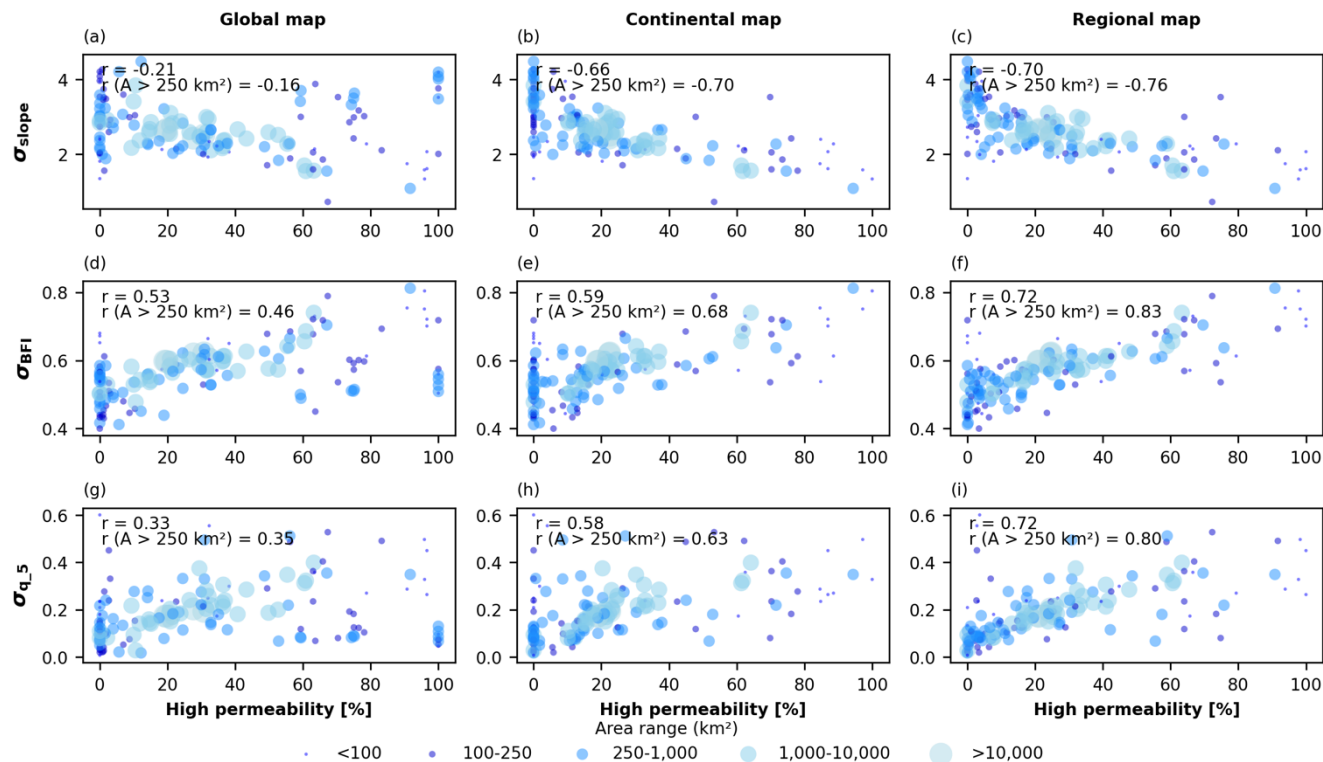 Global map
Continental map
Regional map
(a)
(b)
(c)
r = -0.21
r (A > 250 km²) = -0.16
r = -0.66
r (A > 250 km²) = -0.70
r = -0.70
r (A > 250 km²) = -0.76
σslope
4
2
4
2
4
2
0 20 40 60 80 100
0 20 40 60 80 100
0 20 40 60 80 100
(d)
(e)
(f)
r = 0.53
r (A > 250 km²) = 0.46
r = 0.59
r (A > 250 km²) = 0.68
r = 0.72
r (A > 250 km²) = 0.83
σBFI
0.8
0.6
0.4
0.8
0.6
0.4
0.8
0.6
0.4
0 20 40 60 80 100
0 20 40 60 80 100
0 20 40 60 80 100
(g)
(h)
(i)
r = 0.33
r (A > 250 km²) = 0.35
r = 0.58
r (A > 250 km²) = 0.63
r = 0.72
r (A > 250 km²) = 0.80
σq_5
0.6
0.4
0.2
0.0
0.6
0.4
0.2
0.0
0.6
0.4
0.2
0.0
0 20 40 60 80 100
0 20 40 60 80 100
0 20 40 60 80 100
High permeability [%]
High permeability [%]
High permeability [%]
Area range (km²)
<100
100-250
250-1,000
1,000-10,000
>10,000